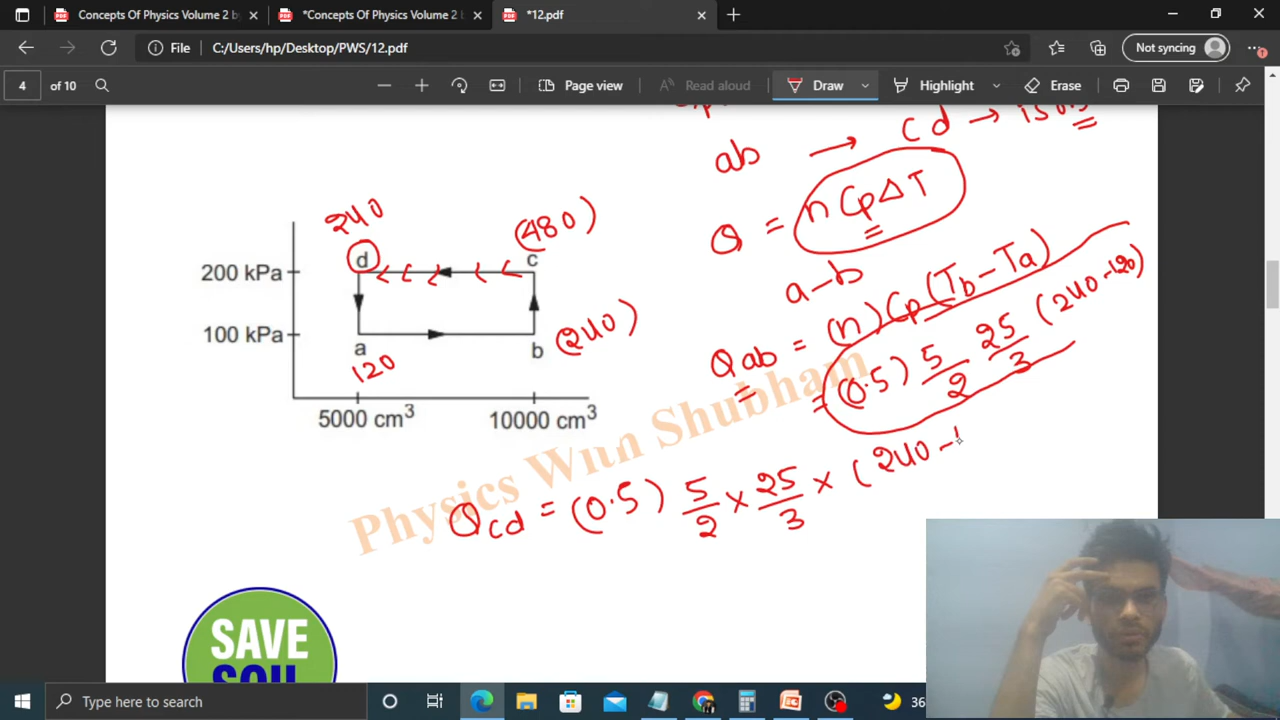 Concepts Of Physics Volume 2 by
*Concepts Of Physics Volume 2 b
*12.pdf
File C:/Users/hp/Desktop/PWS/12.pdf
Not syncing
4 of 10
Page view
Read aloud
Draw
Highlight
Erase
ab → cd →
Q = nCpΔT
a-b
Qab = (n) Cp (Tb - Ta)
= (0.5) 5/2 25/3 (240-120)
240
(480)
200 kPa
d
c
100 kPa
a
b
(240)
120
5000 cm³
10000 cm³
Qcd = (0.5) 5/2 × 25/3 × (240 -
Physics With Shubham
SAVE
SOU
Type here to search
36